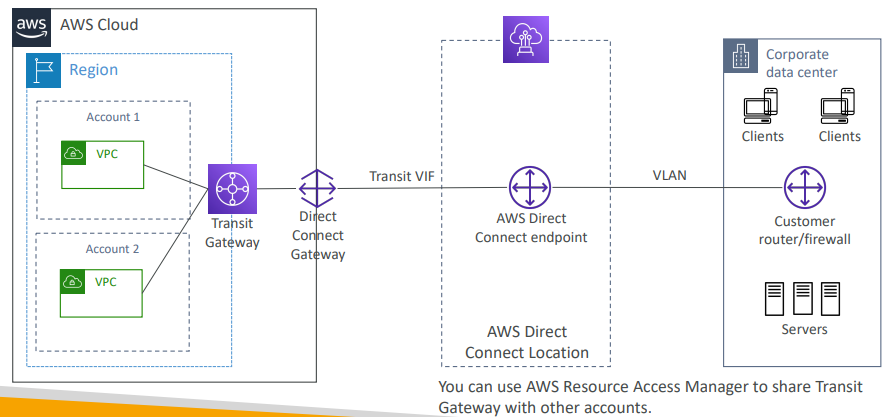 aws
AWS Cloud
Region
Account 1
VPC
Account 2
VPC
Transit
Gateway
Direct
Connect
Gateway
Transit VIF
AWS Direct
Connect endpoint
AWS Direct
Connect Location
VLAN
Corporate
data center
Clients
Clients
Customer
router/firewall
Servers
You can use AWS Resource Access Manager to share Transit
Gateway with other accounts.